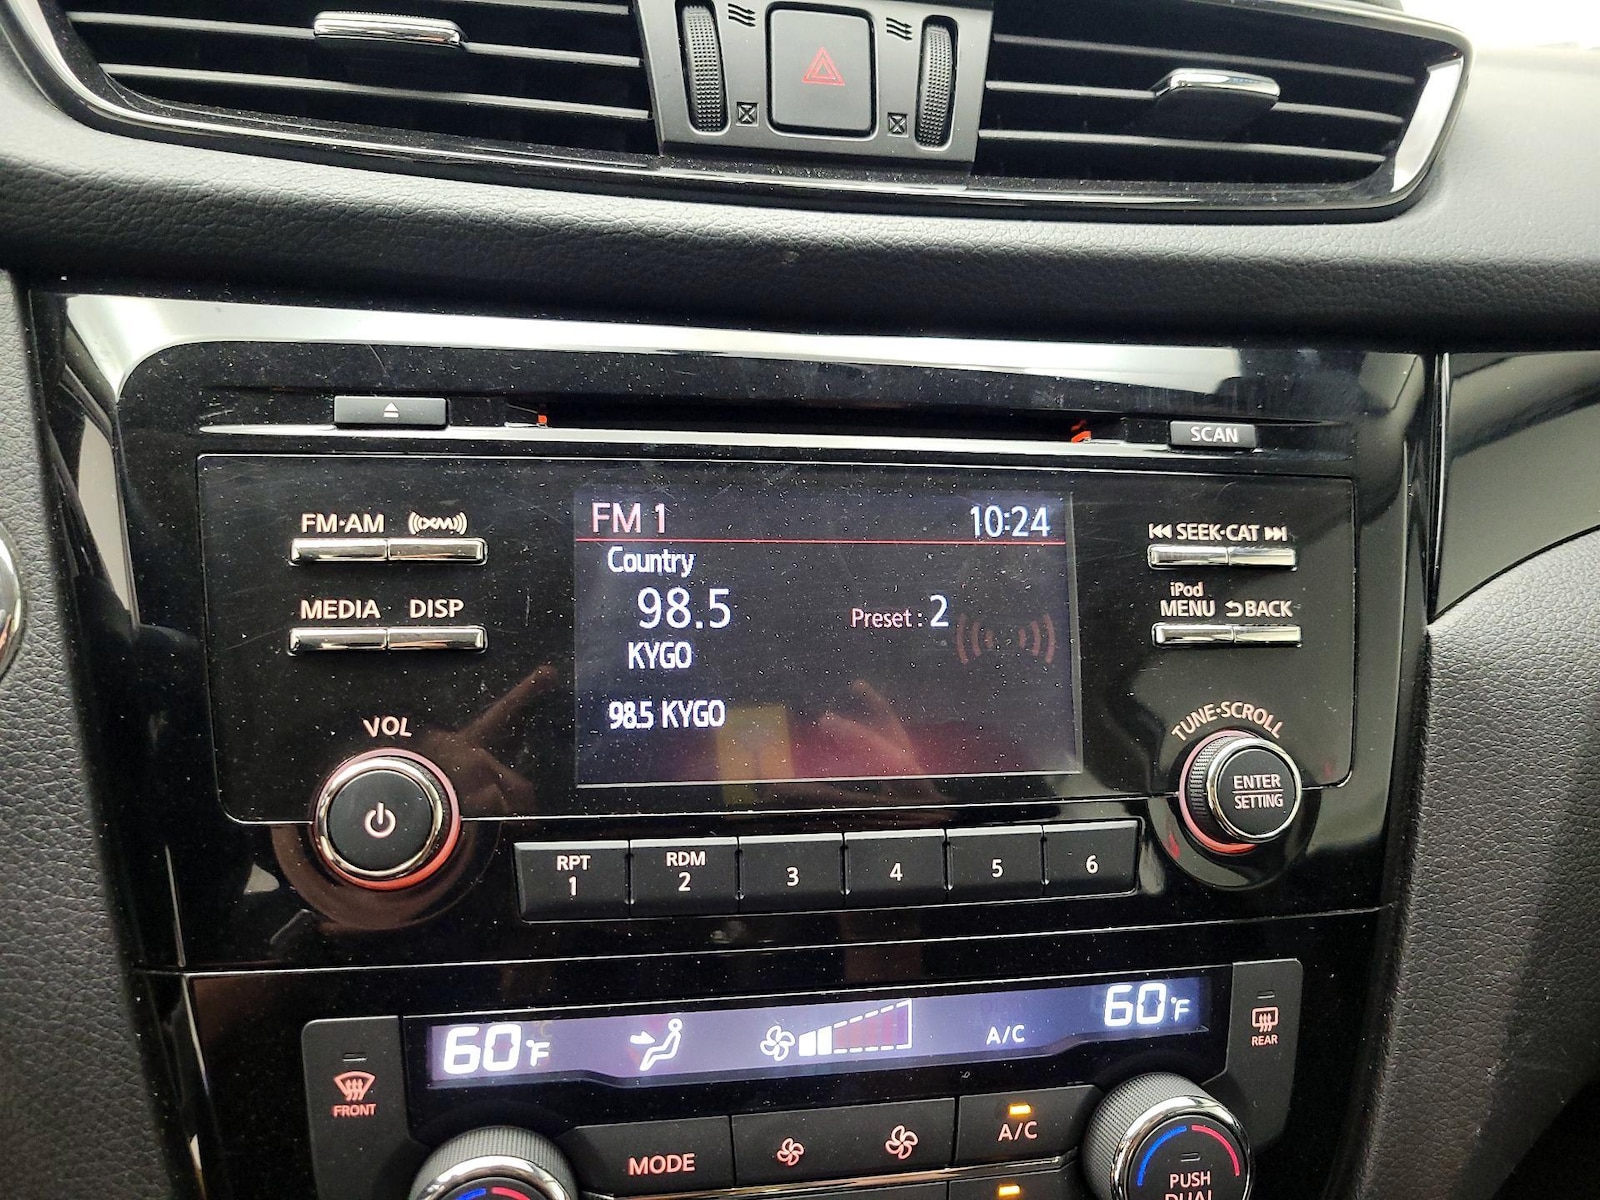 SCAN
FM·AM XM
MEDIA DISP
VOL
FM 1 10:24
Country
98.5
Preset : 2
KYGO
98.5 KYGO
SEEK·CAT
iPod
MENU BACK
TUNE·SCROLL
ENTER
SETTING
RPT
1
RDM
2
3
4
5
6
60°F
A/C
60°F
FRONT
REAR
MODE
A/C
PUSH
DUAL